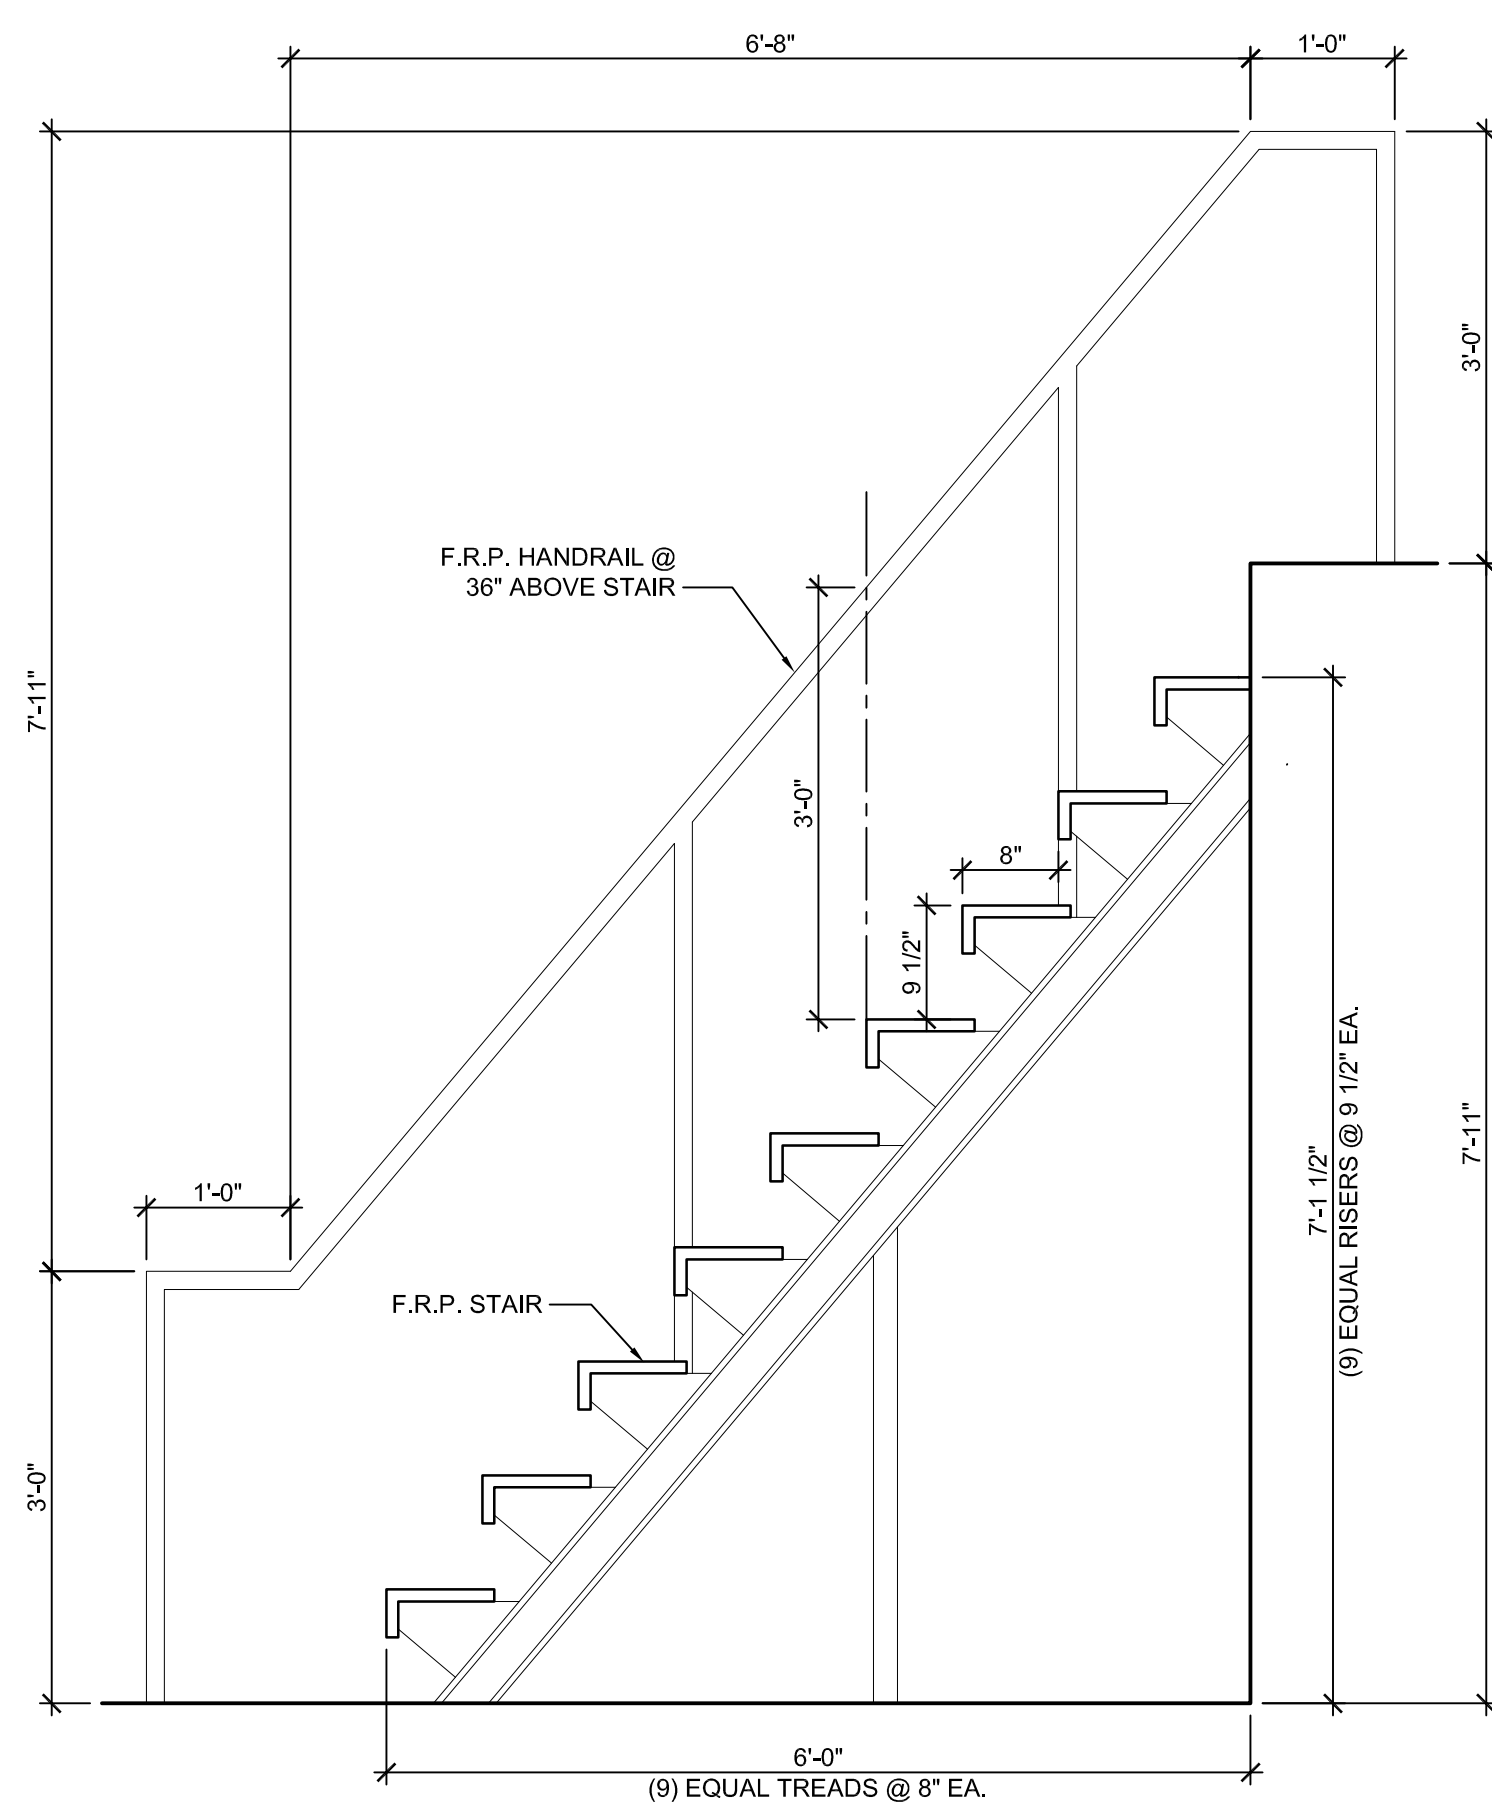 6'-8"
1'-0"
3'-0"
F.R.P. HANDRAIL @
36" ABOVE STAIR
7'-11"
3'-0"
8"
9 1/2"
1'-0"
F.R.P. STAIR
7'-1 1/2"
(9) EQUAL RISERS @ 9 1/2" EA.
7'-11"
3'-0"
6'-0"
(9) EQUAL TREADS @ 8" EA.